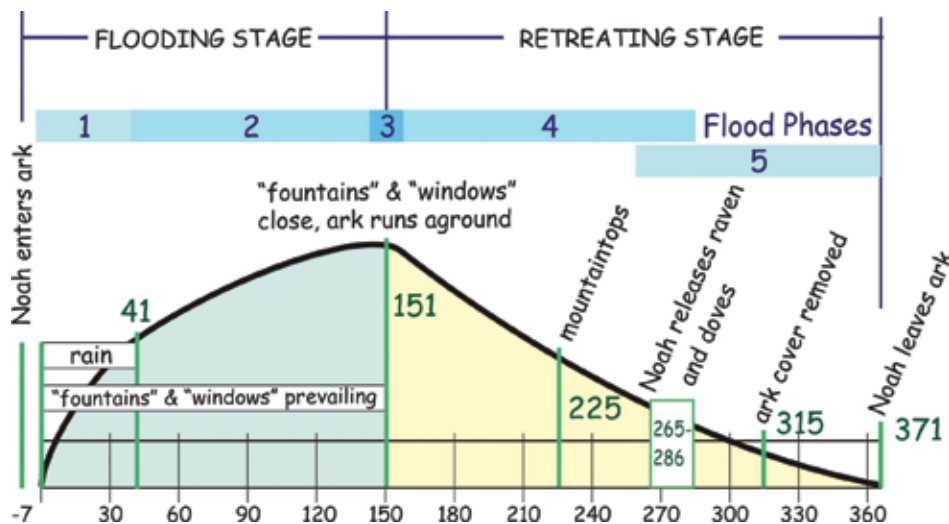 FLOODING STAGE
RETREATING STAGE
1
2
3
4
Flood Phases
5
"fountains" & "windows"
close, ark runs aground
Noah enters ark
41
151
mountaintops
225
Noah releases raven
and doves
265-
286
ark cover removed
315
Noah leaves ark
371
rain
"fountains" & "windows" prevailing
-7 30 60 90 120 150 180 210 240 270 300 330 360